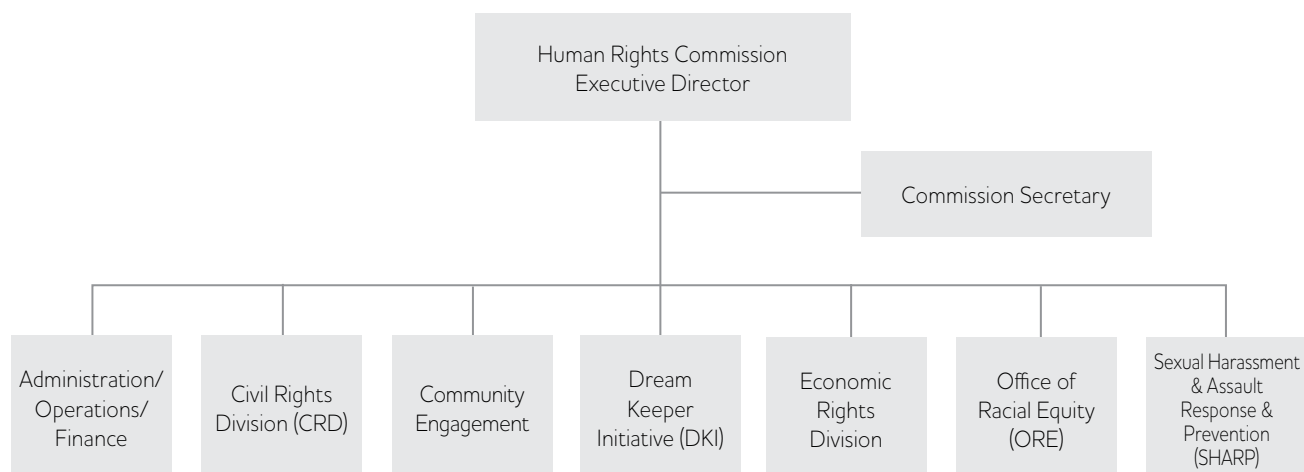 Human Rights Commission
Executive Director
Commission Secretary
Administration/
Operations/
Finance
Civil Rights
Division (CRD)
Community
Engagement
Dream
Keeper
Initiative (DKI)
Economic
Rights
Division
Office of
Racial Equity
(ORE)
Sexual Harassment
& Assault
Response &
Prevention
(SHARP)